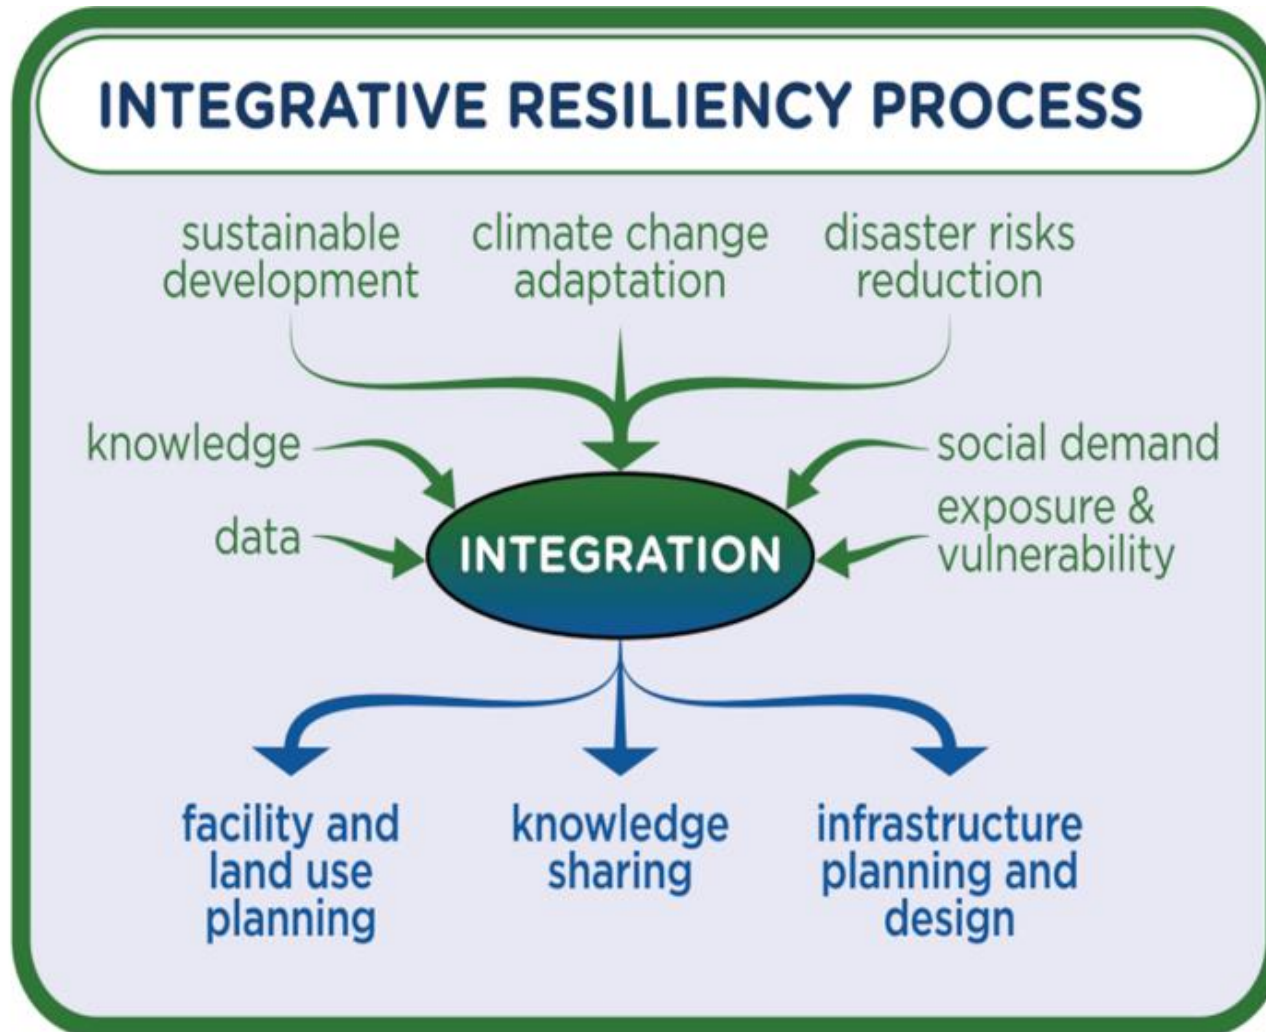 INTEGRATIVE RESILIENCY PROCESS
sustainable
development
climate change
adaptation
disaster risks
reduction
knowledge
data
social demand
exposure &
vulnerability
INTEGRATION
facility and
land use
planning
knowledge
sharing
infrastructure
planning and
design